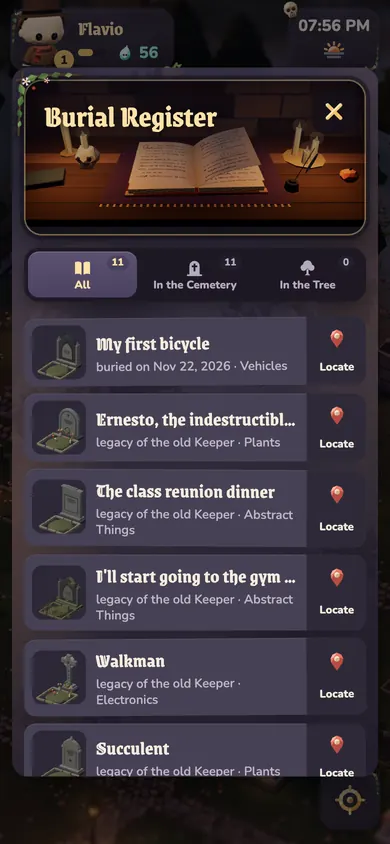 Flavio
07:56 PM
1
56
Burial Register
11
11
0
All
In the Cemetery
In the Tree
My first bicycle
buried on Nov 22, 2026 · Vehicles
Locate
Ernesto, the indestructibl...
legacy of the old Keeper · Plants
Locate
The class reunion dinner
legacy of the old Keeper · Abstract
Things
Locate
I'll start going to the gym ...
legacy of the old Keeper · Abstract
Things
Locate
Walkman
legacy of the old Keeper ·
Electronics
Locate
Succulent
legacy of the old Keeper · Plants
Locate